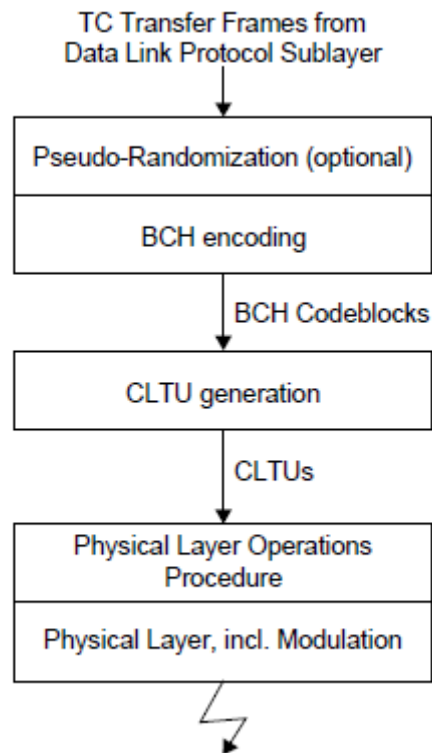 TC Transfer Frames from
Data Link Protocol Sublayer
Pseudo-Randomization (optional)
BCH encoding
BCH Codeblocks
CLTU generation
CLTUs
Physical Layer Operations
Procedure
Physical Layer, incl. Modulation